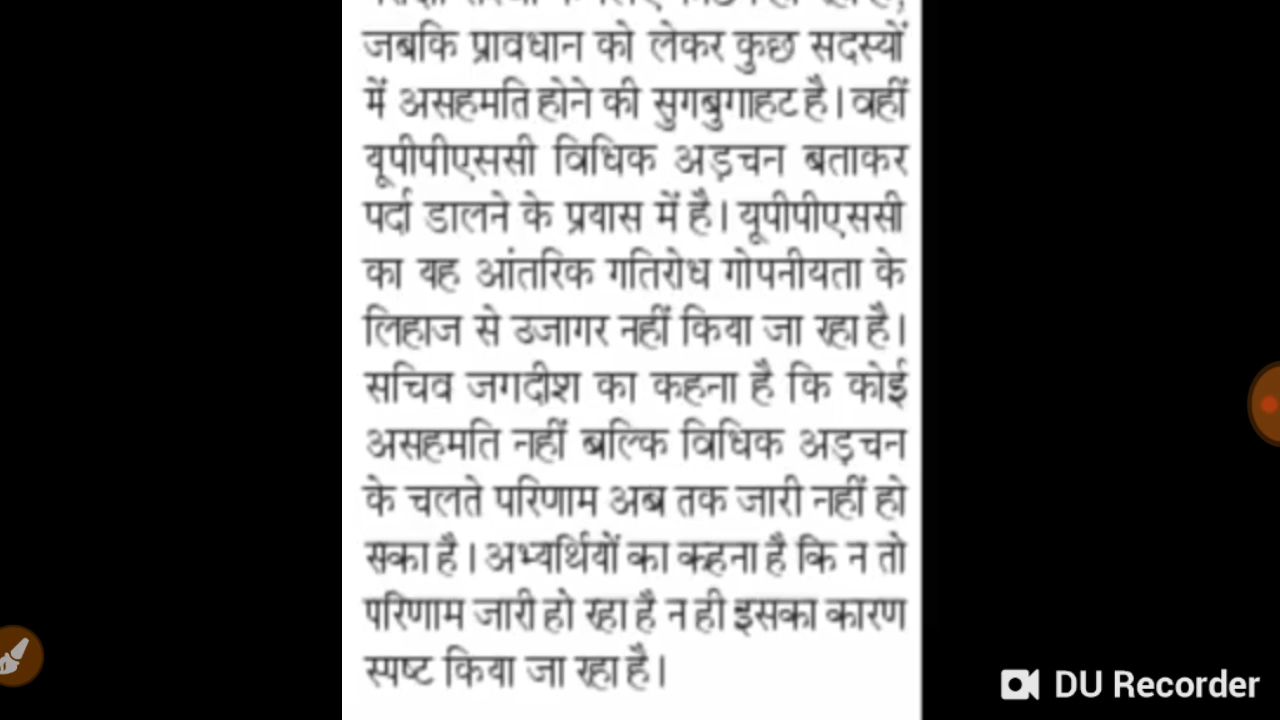 जबकि प्रावधान को लेकर कुछ सदस्यों
में असहमति होने की सुगबुगाहट है। वहीं
यूपीपीएससी विधिक अड़चन बताकर
पर्दा डालने के प्रयास में है। यूपीपीएससी
का यह आंतरिक गतिरोध गोपनीयता के
लिहाज से उजागर नहीं किया जा रहा है।
सचिव जगदीश का कहना है कि कोई
असहमति नहीं बल्कि विधिक अड़चन
के चलते परिणाम अब तक जारी नहीं हो
सका है। अभ्यर्थियों का कहना है कि न तो
परिणाम जारी हो रहा है न ही इसका कारण
स्पष्ट किया जा रहा है।
DU Recorder